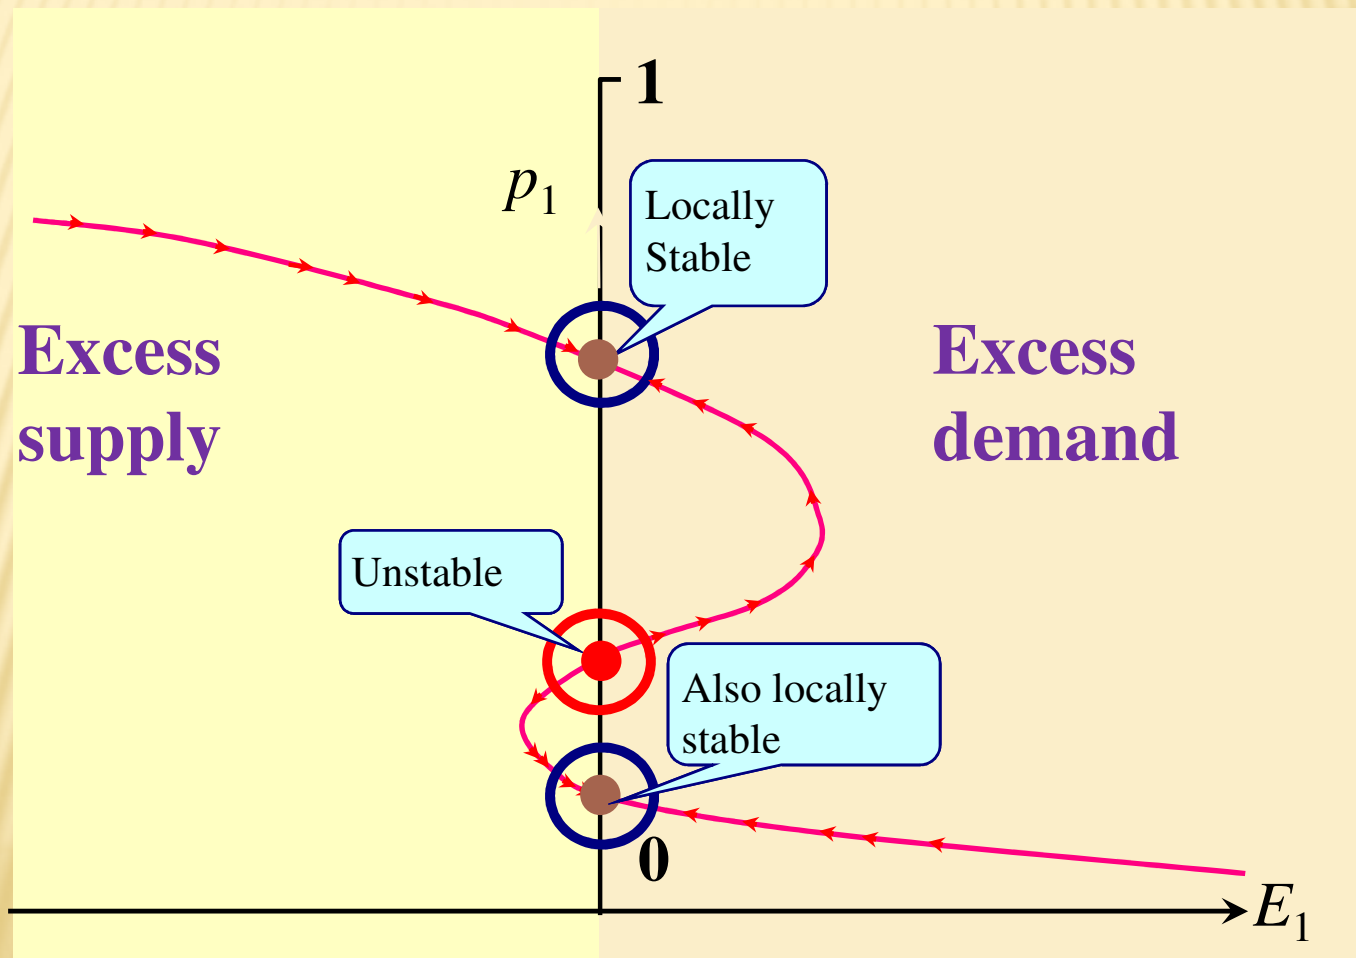 1
p₁
Locally
Stable
Excess
supply
Excess
demand
Unstable
Also locally
stable
0
E₁